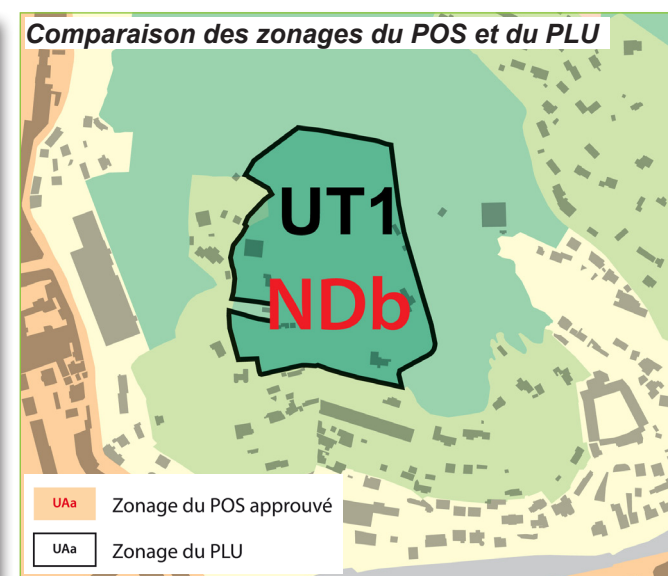 Comparaison des zonages du POS et du PLU
UT1
NDb
UAa Zonage du POS approuvé
UAa Zonage du PLU